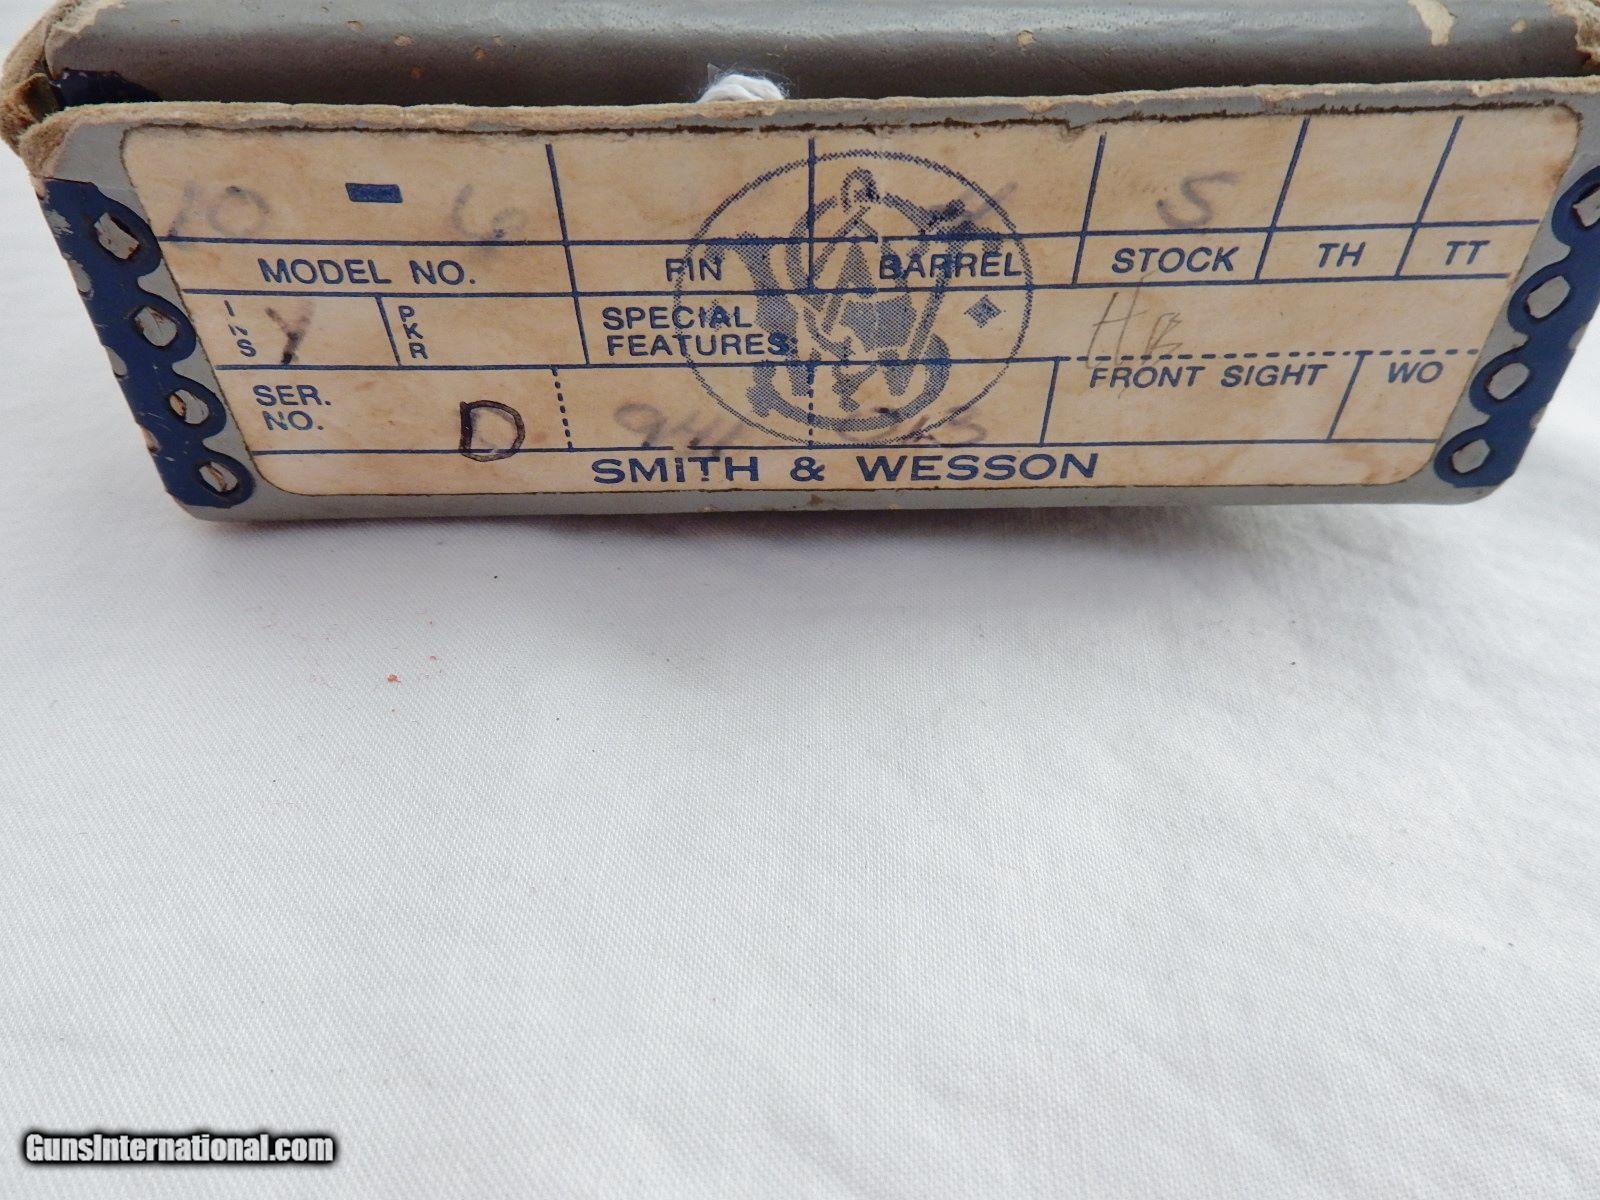 10 - 6 4 S
MODEL NO. PIN BARREL STOCK TH TT
INS Y PKR SPECIAL FEATURES: HB
FRONT SIGHT WO
SER. NO. D
SMITH & WESSON
GunsInternational.com